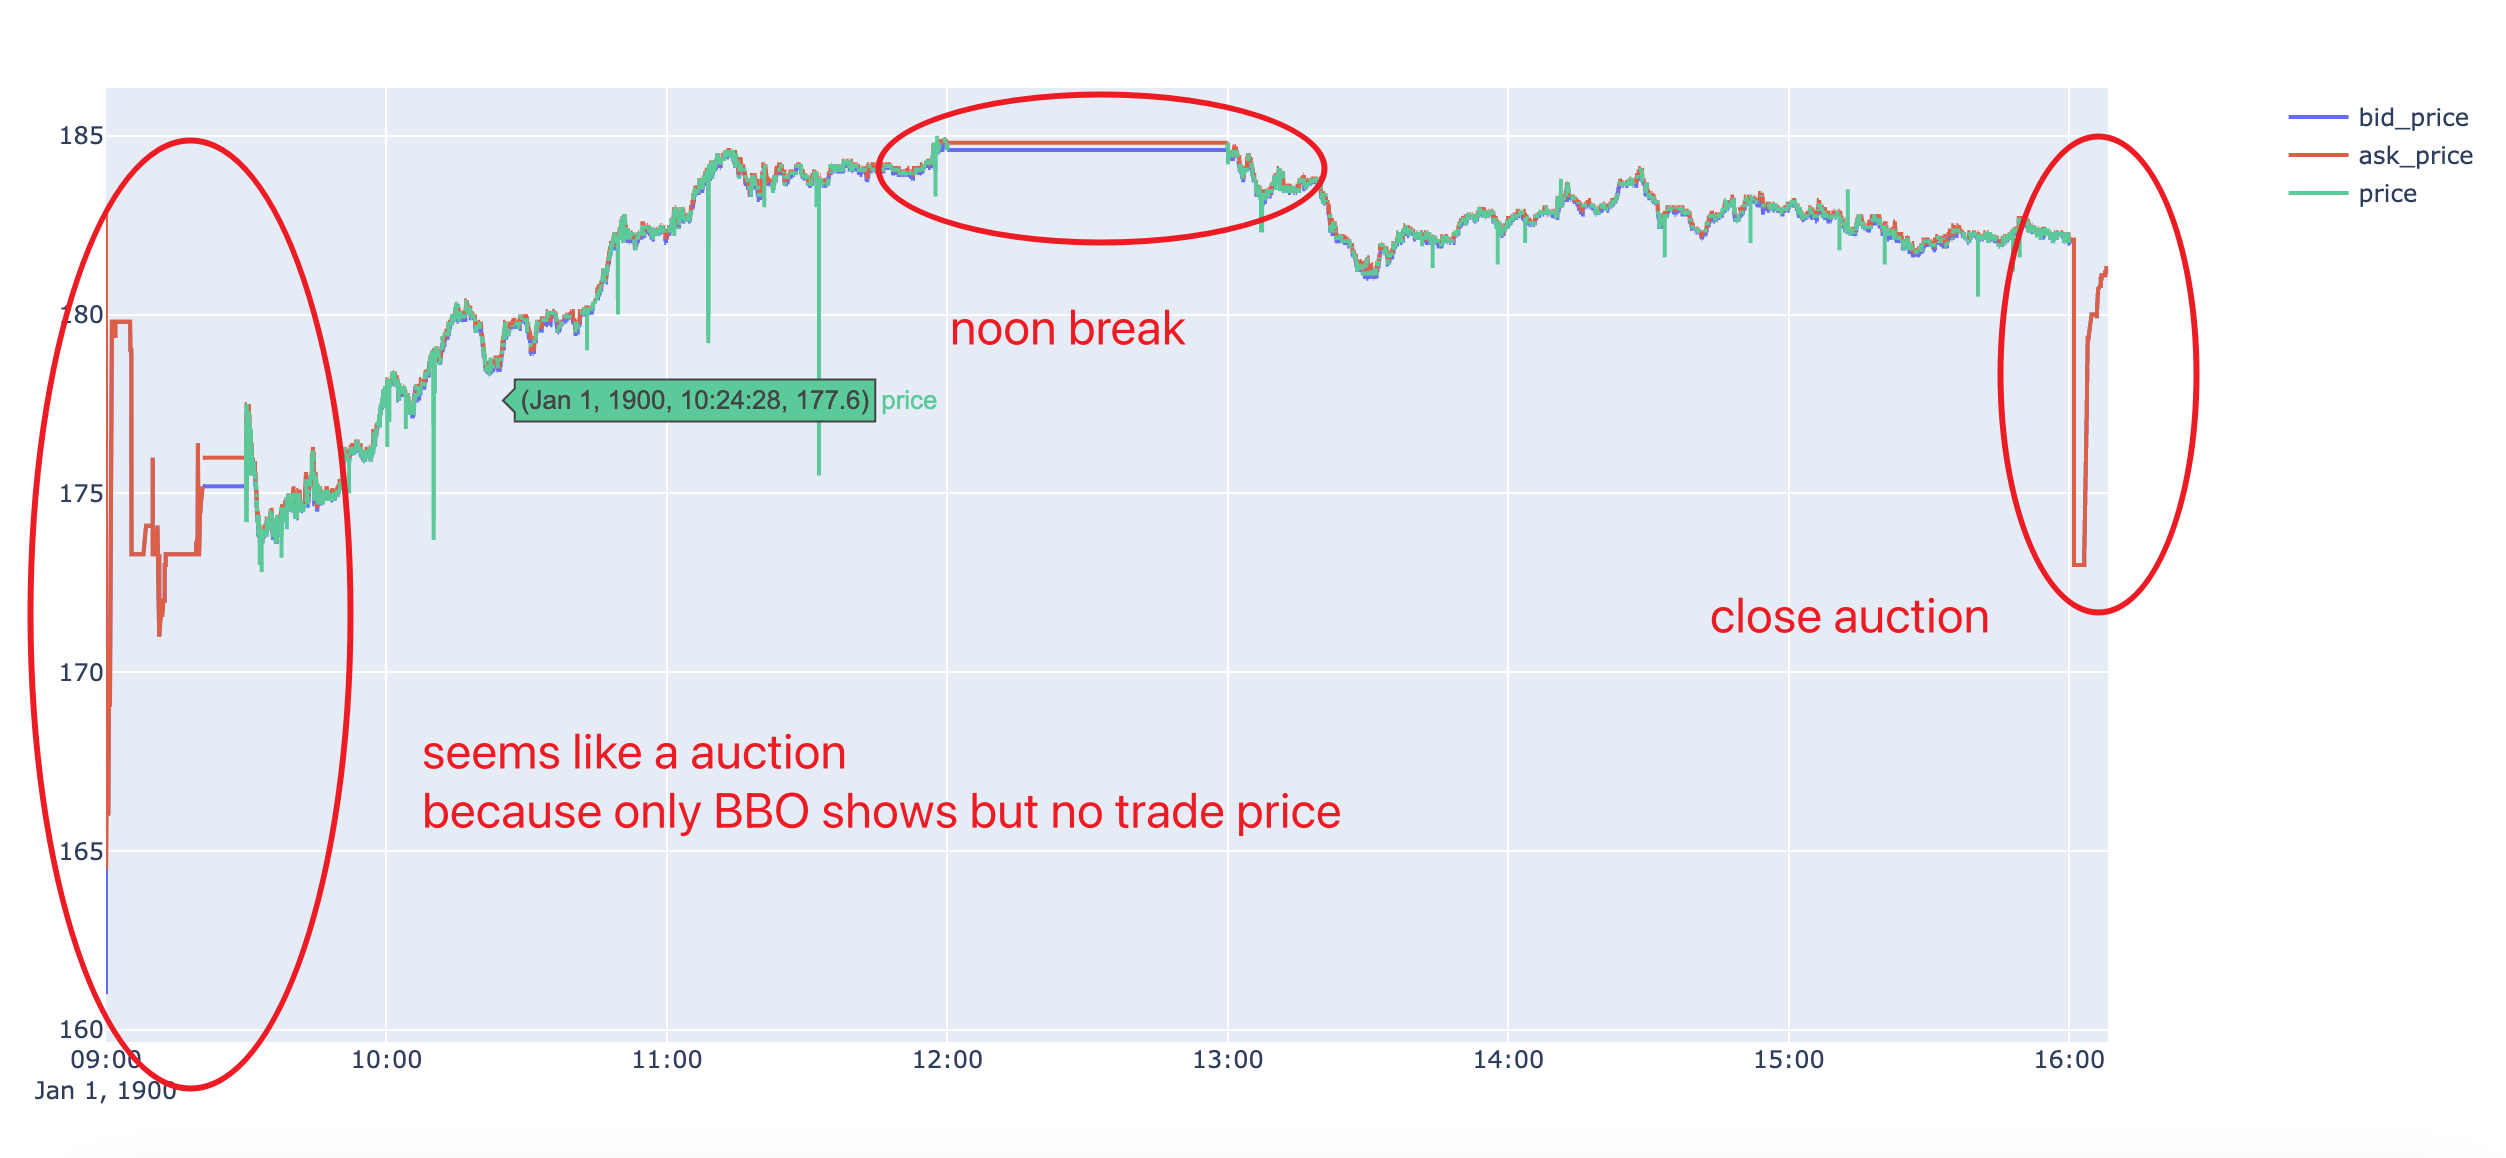 bid_price
ask_price
price
185
180
175
170
165
160
noon break
(Jan 1, 1900, 10:24:28, 177.6) price
close auction
seems like a auction
because only BBO shows but no trade price
09:00 10:00 11:00 12:00 13:00 14:00 15:00 16:00
Jan 1, 1900